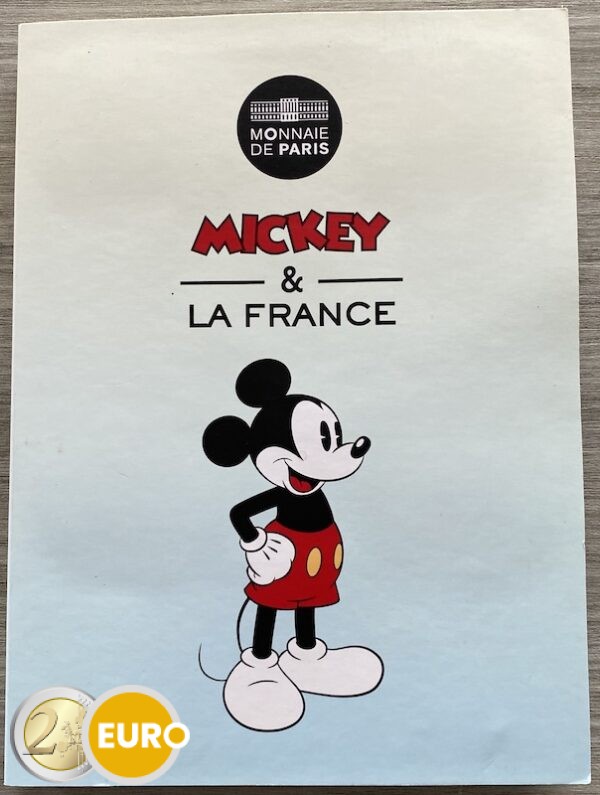 MONNAIE
DE PARIS
MICKEY
&
LA FRANCE
2 EURO